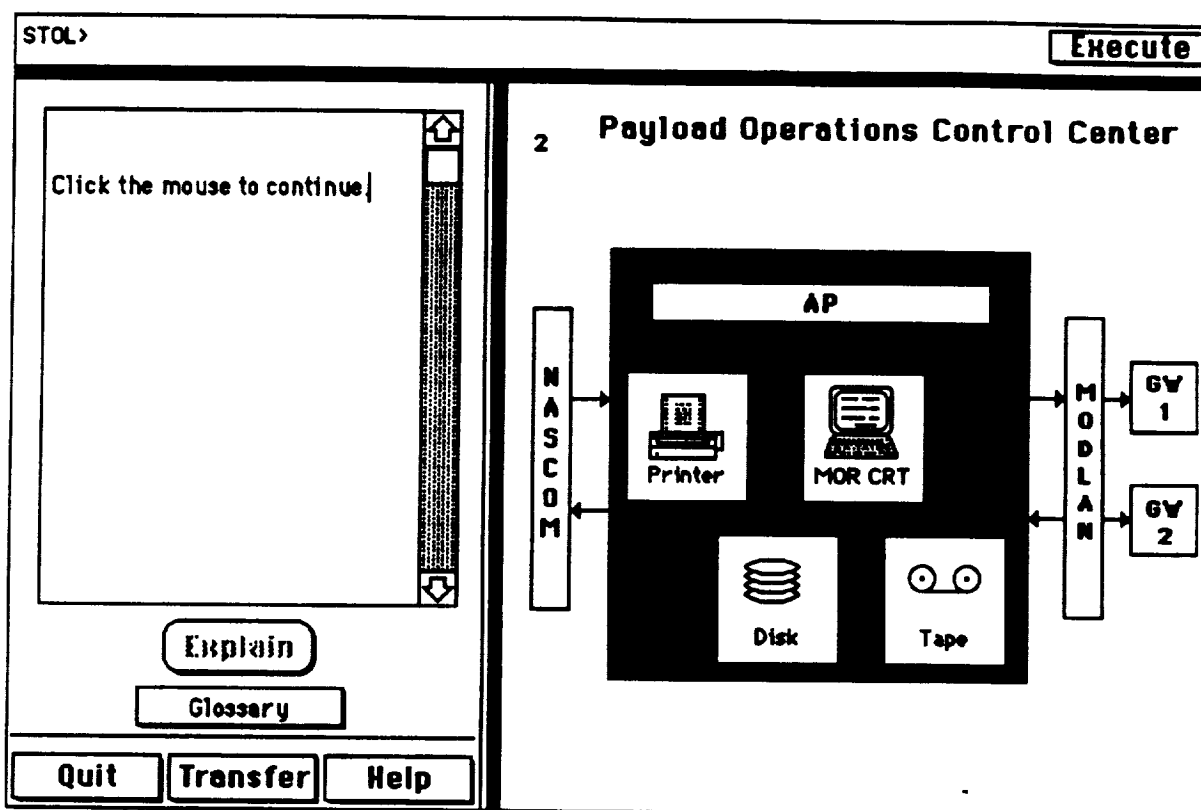 STOL>
Execute
Click the mouse to continue.
Explain
Glossary
Quit
Transfer
Help
2
Payload Operations Control Center
AP
NASCOM
Printer
MOR CRT
Disk
Tape
MODLAN
GW
1
GW
2